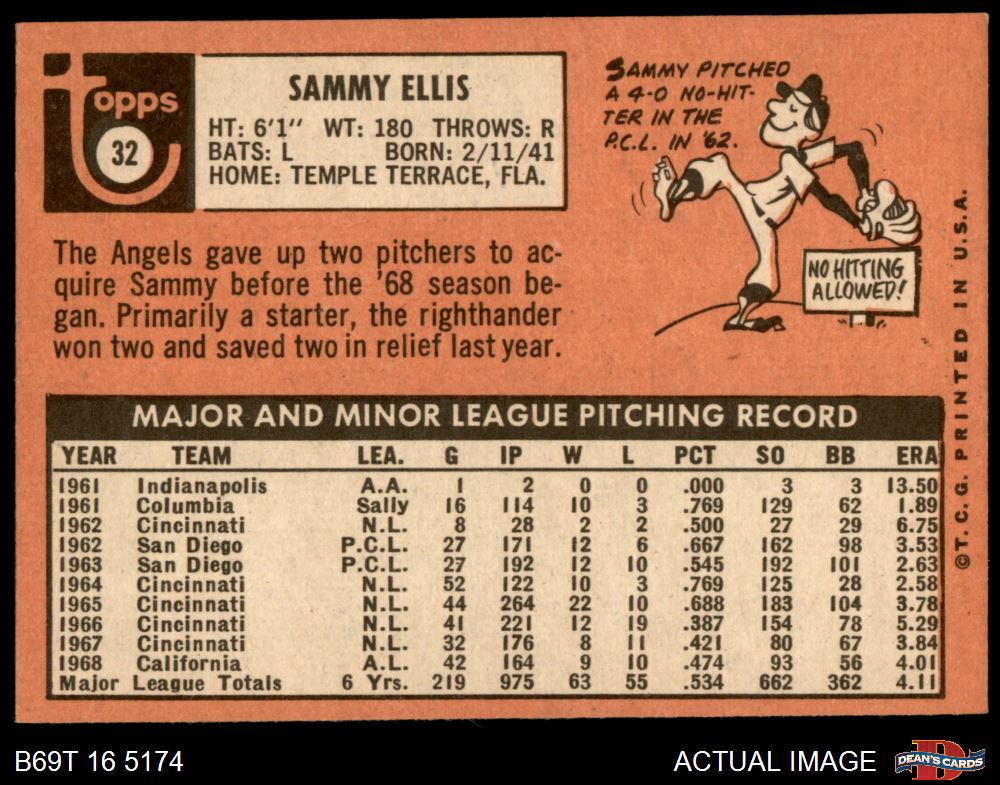 Topps
32
SAMMY ELLIS
HT: 6'1" WT: 180 THROWS: R
BATS: L BORN: 2/11/41
HOME: TEMPLE TERRACE, FLA.
SAMMY PITCHED
A 4-0 NO-HIT-
TER IN THE
P.C.L. IN '62.
NO HITTING
ALLOWED!
The Angels gave up two pitchers to ac-
quire Sammy before the '68 season be-
gan. Primarily a starter, the righthander
won two and saved two in relief last year.
MAJOR AND MINOR LEAGUE PITCHING RECORD
YEAR TEAM LEA. G IP W L PCT SO BB ERA
1961 Indianapolis A.A. 1 2 0 0 .000 3 3 13.50
1961 Columbia Sally 16 114 10 3 .769 129 62 1.89
1962 Cincinnati N.L. 8 28 2 2 .500 27 29 6.75
1962 San Diego P.C.L. 27 171 12 6 .667 162 98 3.53
1963 San Diego P.C.L. 27 192 12 10 .545 192 101 2.63
1964 Cincinnati N.L. 52 122 10 3 .769 125 28 2.58
1965 Cincinnati N.L. 44 264 22 10 .688 183 104 3.78
1966 Cincinnati N.L. 41 221 12 19 .387 154 78 5.29
1967 Cincinnati N.L. 32 176 8 11 .421 80 67 3.84
1968 California A.L. 42 164 9 10 .474 93 56 4.01
Major League Totals 6 Yrs. 219 975 63 55 .534 662 362 4.11
©T.C.G. PRINTED IN U.S.A.
B69T 16 5174
ACTUAL IMAGE
DEAN'S CARDS